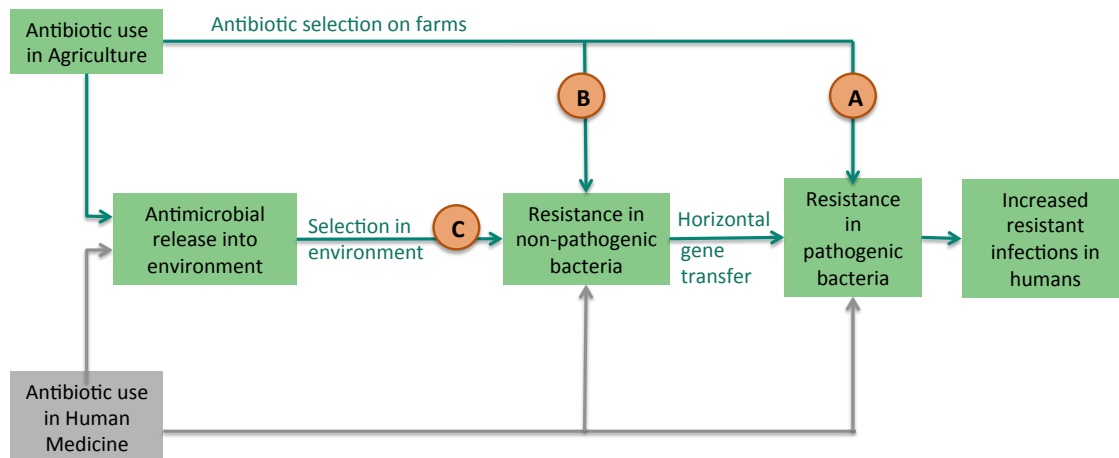 Antibiotic use
in Agriculture
Antibiotic selection on farms
B
A
Antimicrobial
release into
environment
Selection in
environment
C
Resistance in
non-pathogenic
bacteria
Horizontal
gene
transfer
Resistance
in
pathogenic
bacteria
Increased
resistant
infections in
humans
Antibiotic use
in Human
Medicine